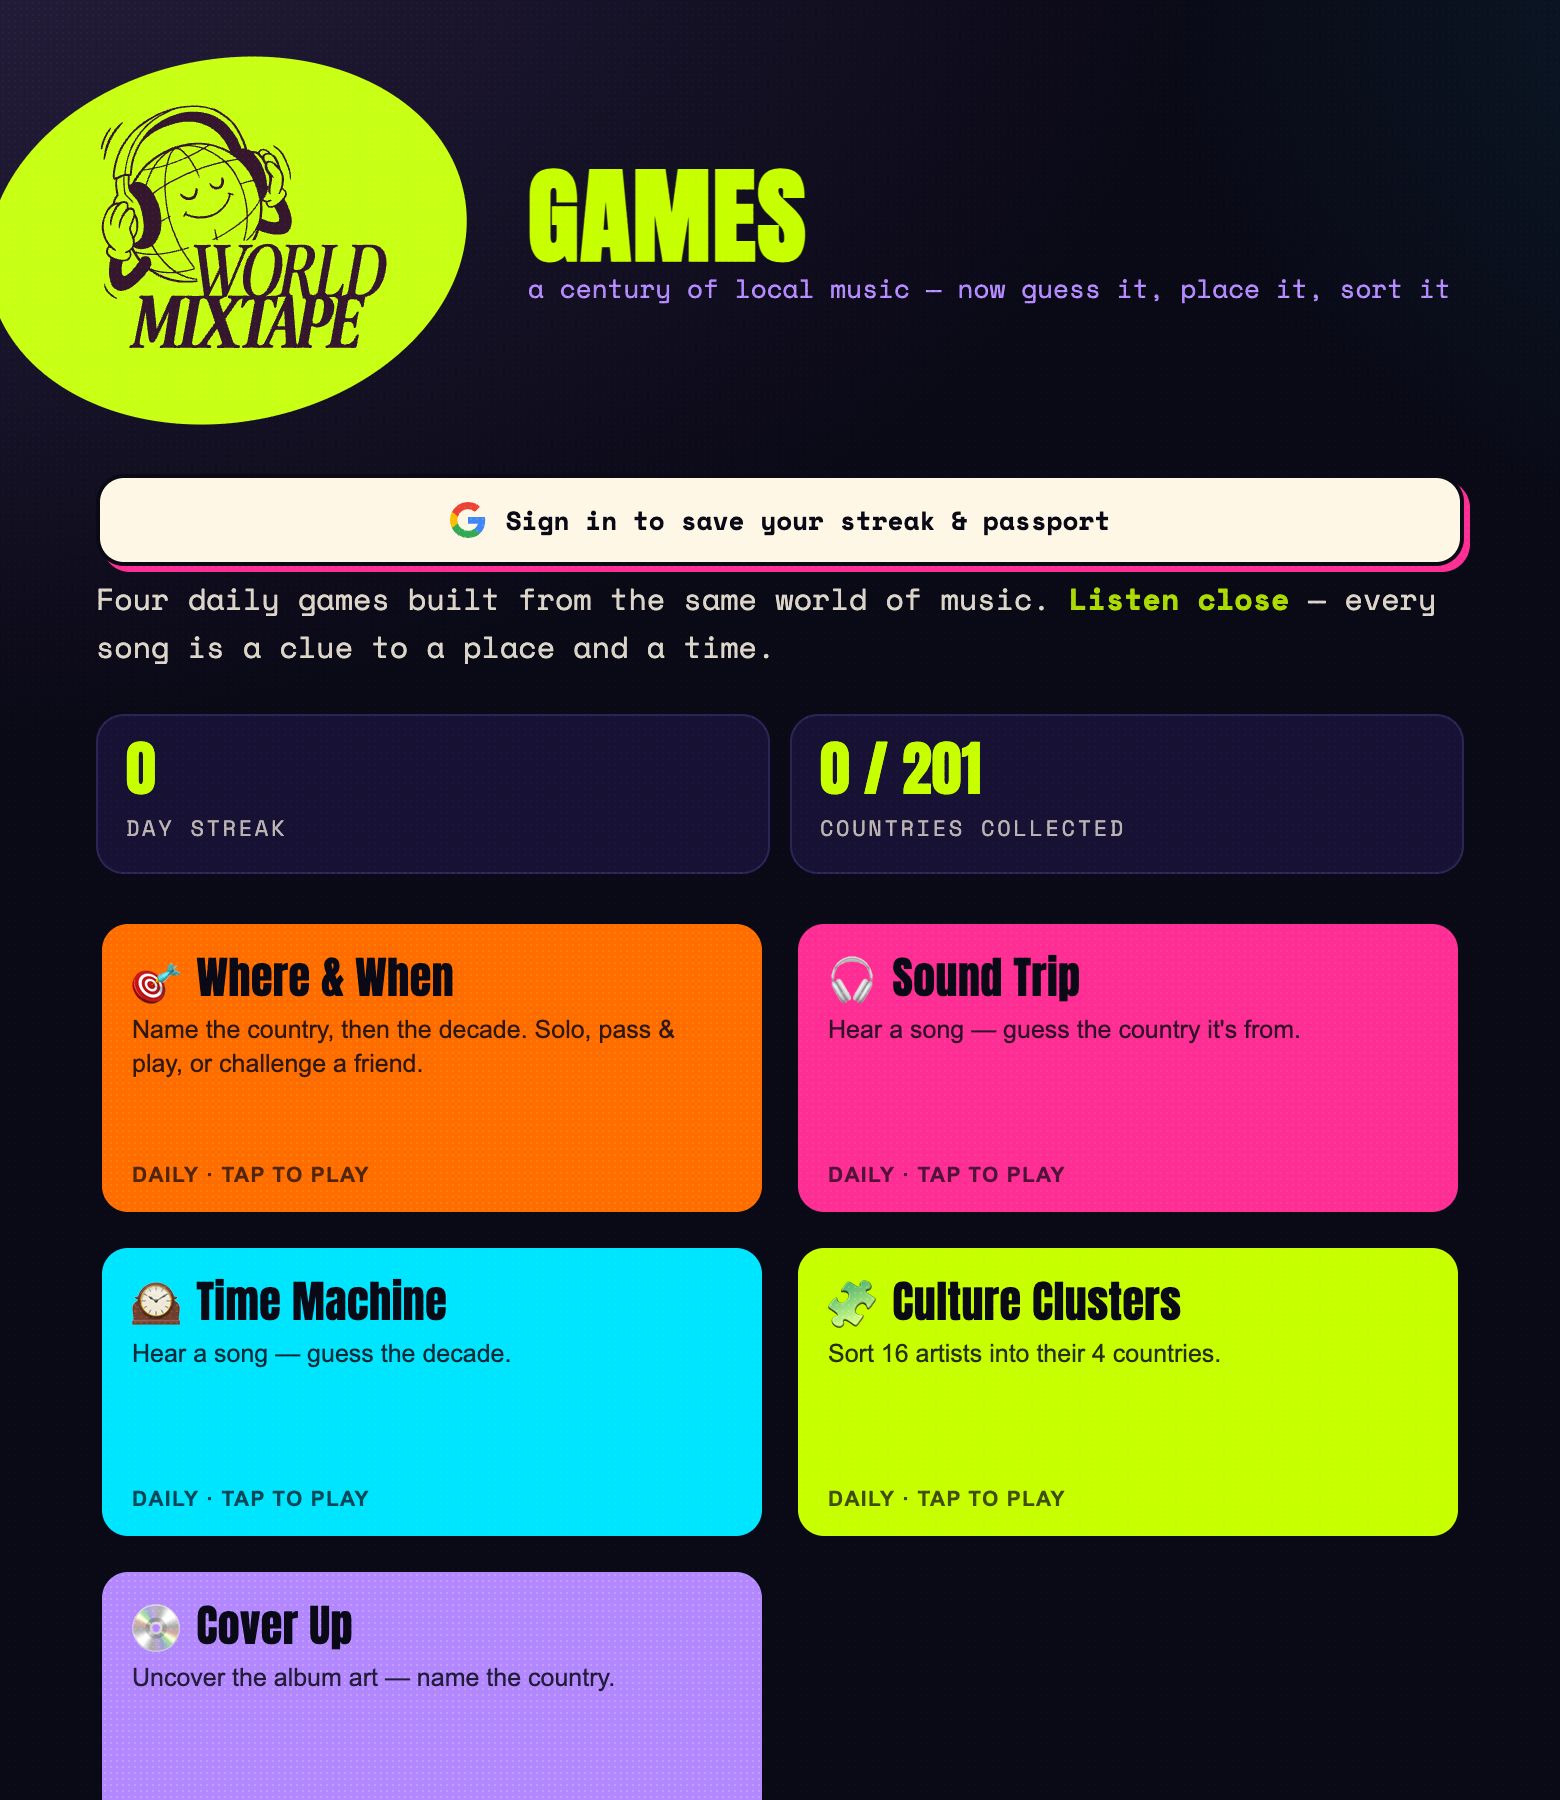 WORLD
MIXTAPE
GAMES
a century of local music — now guess it, place it, sort it
Sign in to save your streak & passport
Four daily games built from the same world of music. Listen close — every
song is a clue to a place and a time.
0
DAY STREAK
0 / 201
COUNTRIES COLLECTED
Where & When
Name the country, then the decade. Solo, pass &
play, or challenge a friend.
DAILY · TAP TO PLAY
Sound Trip
Hear a song — guess the country it's from.
DAILY · TAP TO PLAY
Time Machine
Hear a song — guess the decade.
DAILY · TAP TO PLAY
Culture Clusters
Sort 16 artists into their 4 countries.
DAILY · TAP TO PLAY
Cover Up
Uncover the album art — name the country.